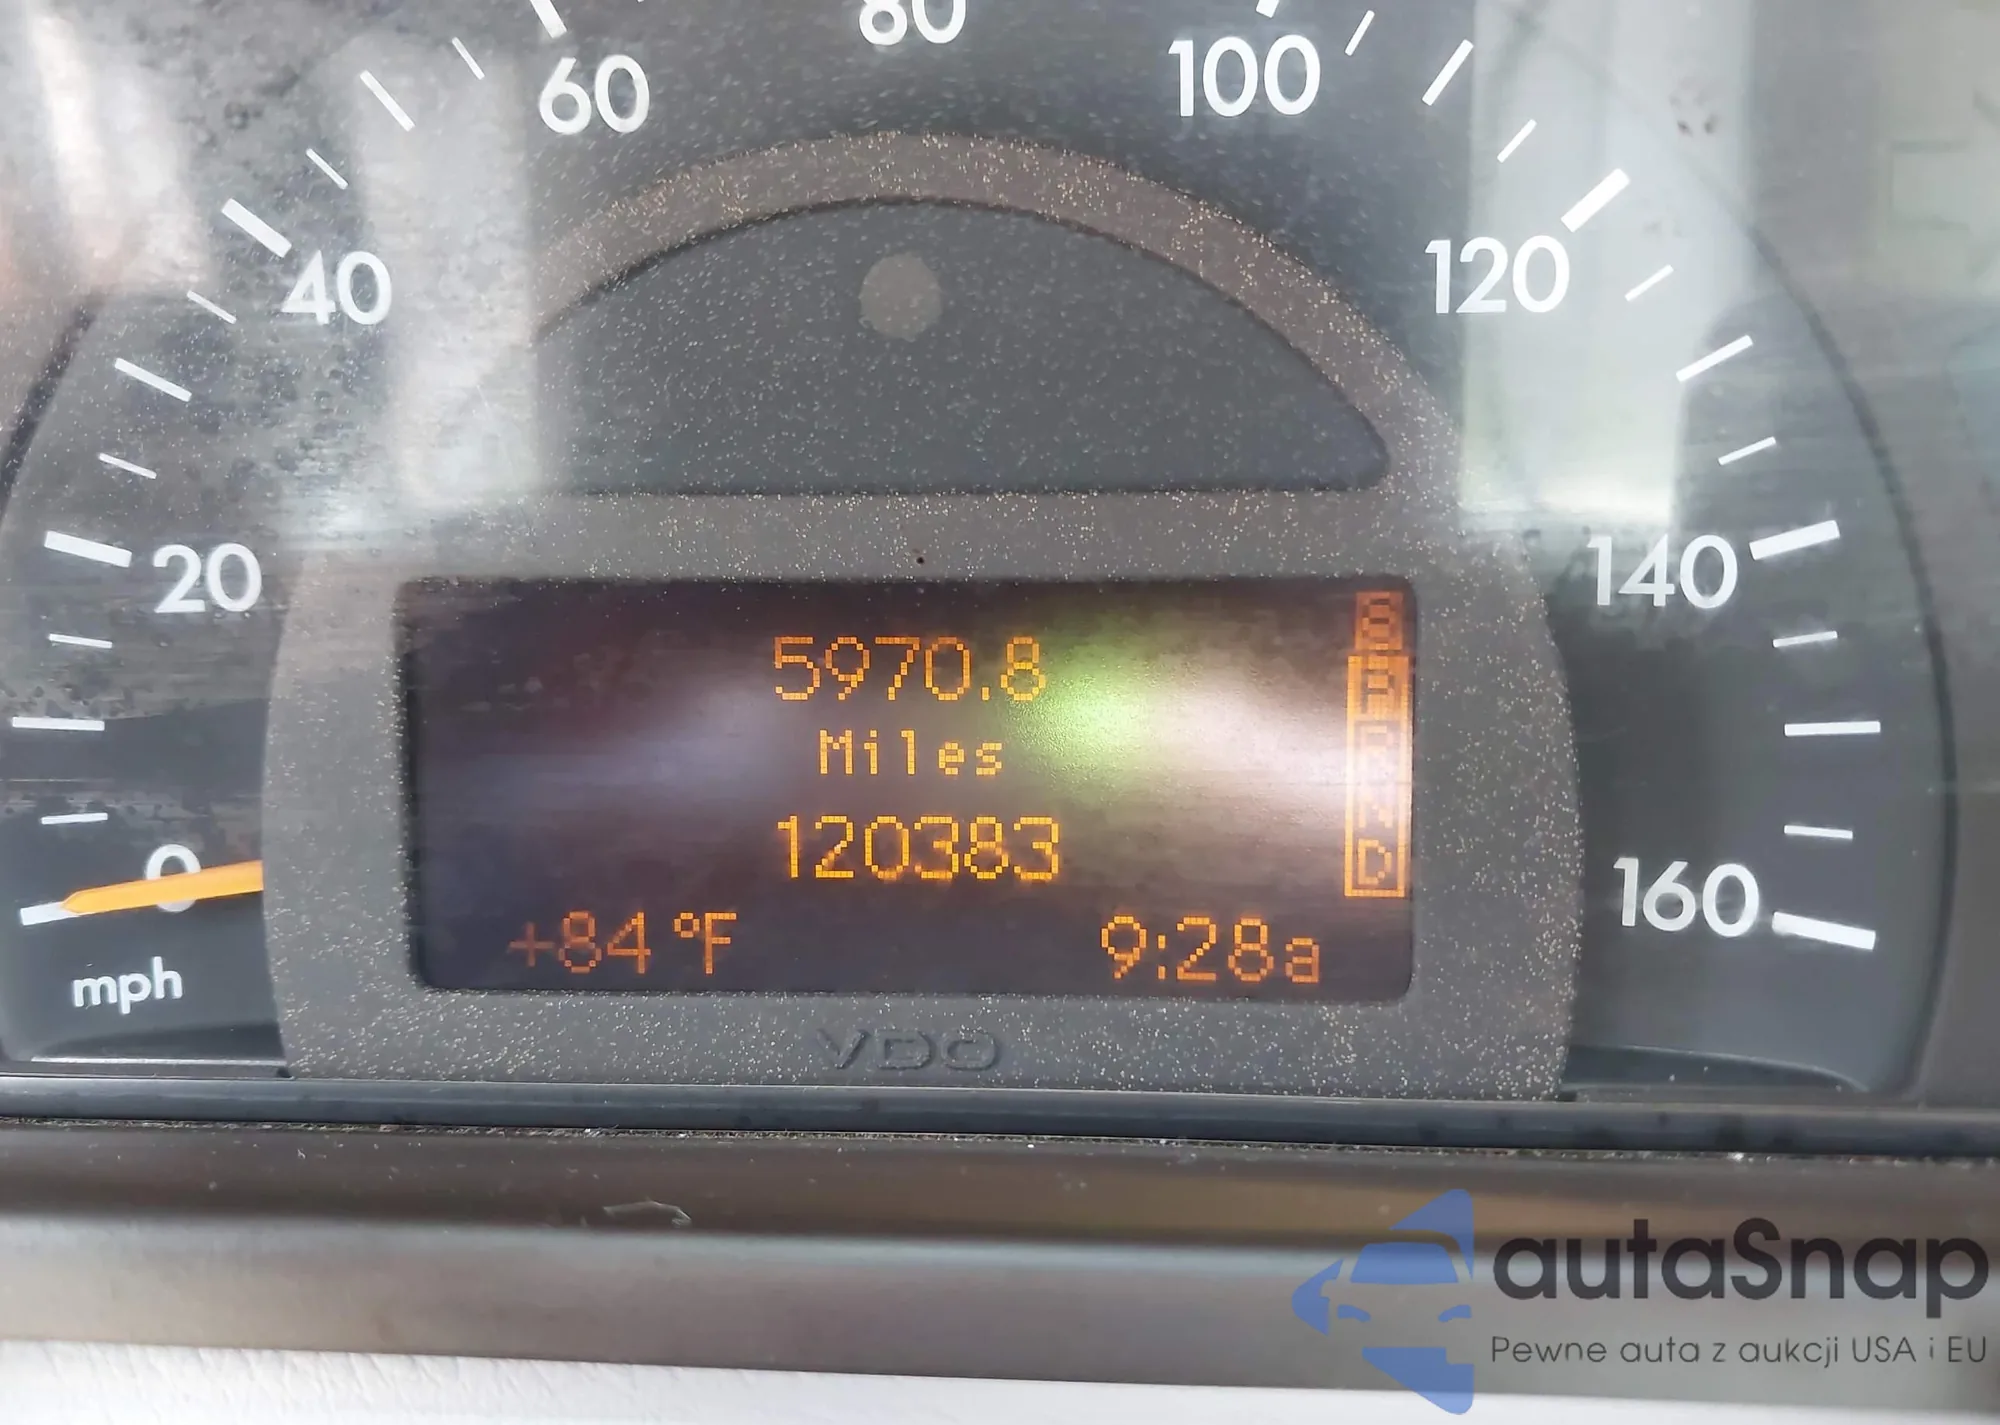 80
60
100
40
120
20
140
5970.8
Miles
120383
0
160
+84 °F
9:28a
P
R
N
D
mph
VDO
autaSnap
Pewne auta z aukcji USA i EU